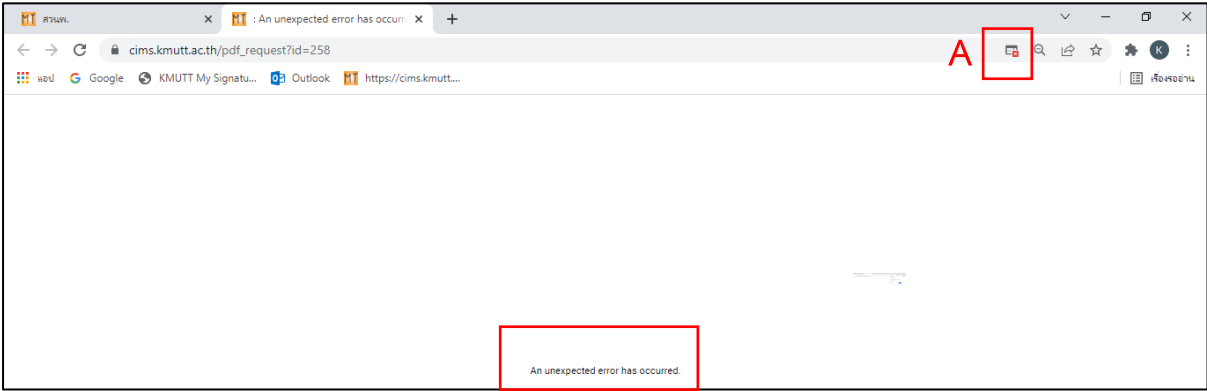 สวนพ.
: An unexpected error has occurr
cims.kmutt.ac.th/pdf_request?id=258
A
K
แอป
Google
KMUTT My Signatu...
Outlook
https://cims.kmutt....
เรื่องรออ่าน
An unexpected error has occurred.